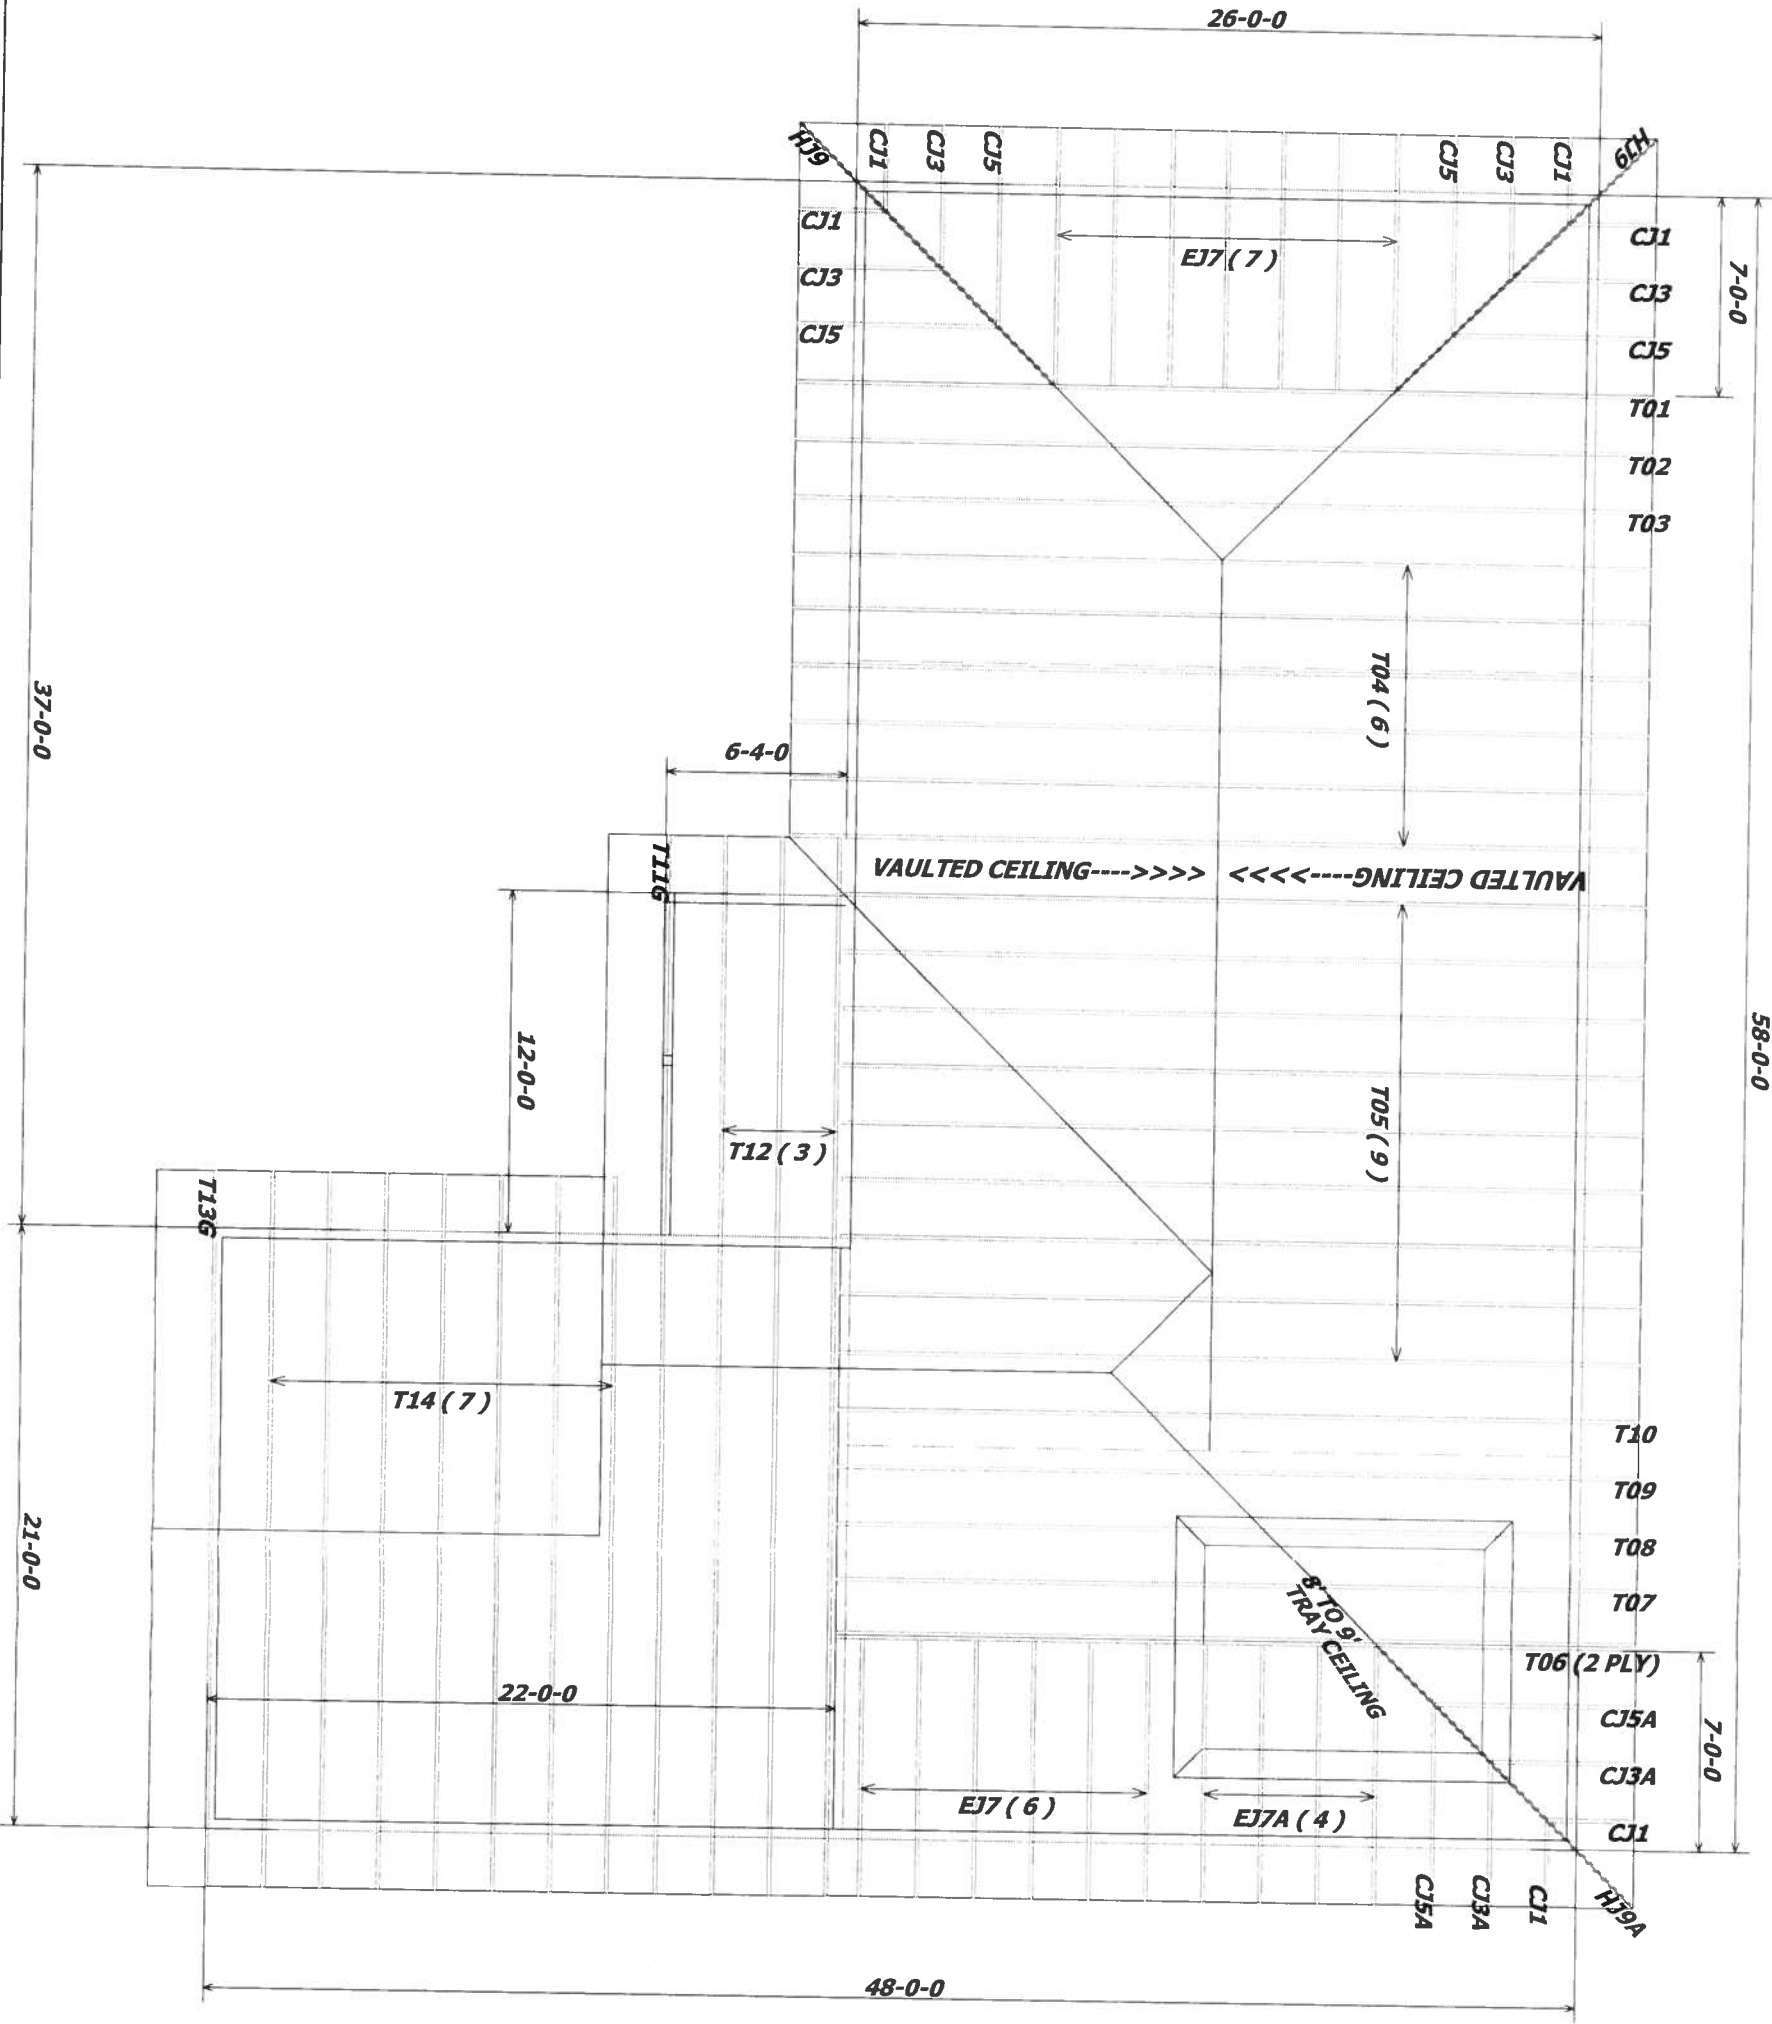 26-0-0
HJ9
CJ1
CJ3
CJ5
CJ5
CJ3
CJ1
HJ9
CJ1
CJ3
CJ5
EJ7 ( 7 )
CJ1
CJ3
CJ5
7-0-0
T01
T02
T03
T04 ( 6 )
37-0-0
6-4-0
T11G
VAULTED CEILING---->>>>
VAULTED CEILING---->>>>
58-0-0
12-0-0
T12 ( 3 )
T05 ( 9 )
T13G
T14 ( 7 )
T10
T09
T08
T07
21-0-0
8' TO 9'
TRAY CEILING
T06 (2 PLY)
22-0-0
CJ5A
CJ3A
CJ1
7-0-0
EJ7 ( 6 )
EJ7A ( 4 )
CJ5A
CJ3A
CJ1
HJ9A
48-0-0